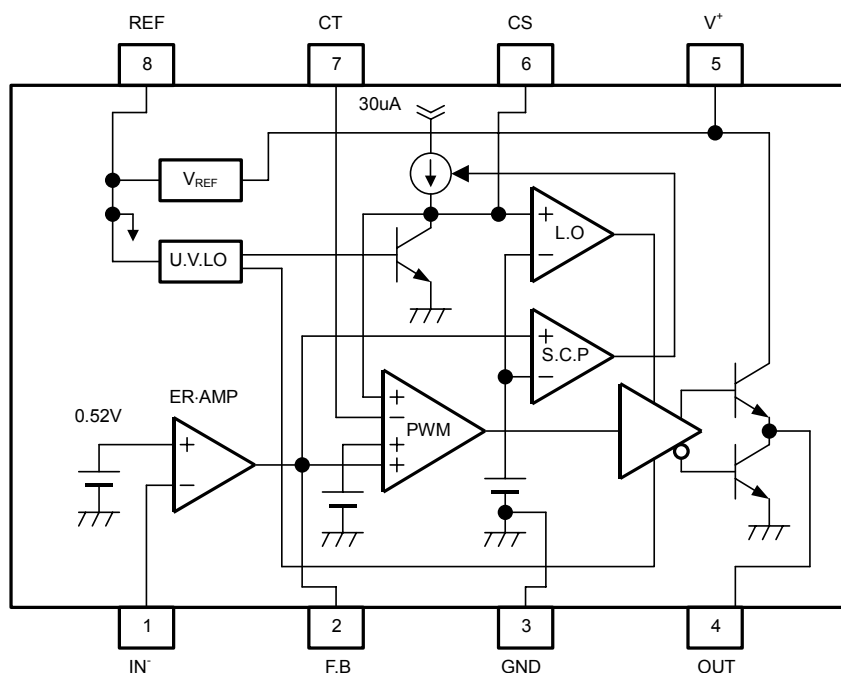 REF CT CS V⁺
8 7 6 5
30uA
VREF
+
L.O
−
U.V.LO
+
S.C.P
−
ER·AMP
0.52V
+
−
+
−
PWM
+
+
1 2 3 4
IN⁻ F.B GND OUT